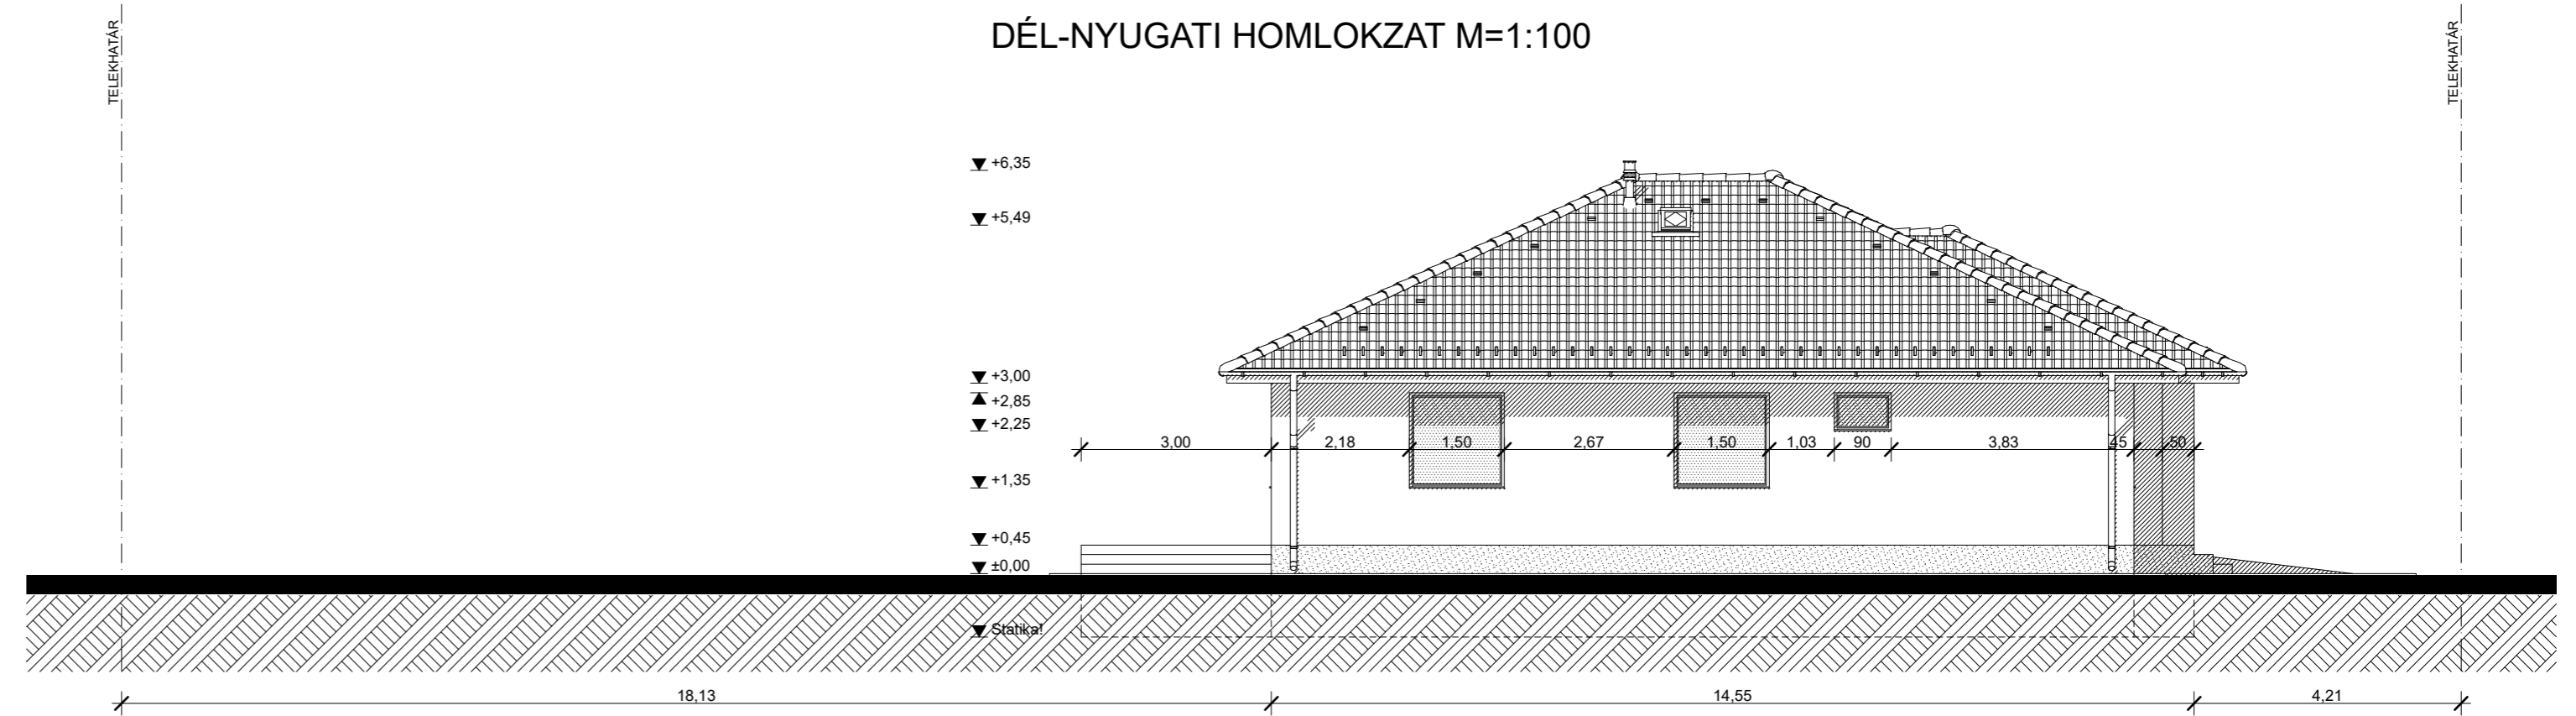 DÉL-NYUGATI HOMLOKZAT M=1:100
TELEKHATÁR
TELEKHATÁR
+6,35
+5,49
+3,00
+2,85
+2,25
3,00 2,18 1,50 2,67 1,50 1,03 90 3,83 45 50
+1,35
+0,45
±0,00
Statika!
18,13 14,55 4,21